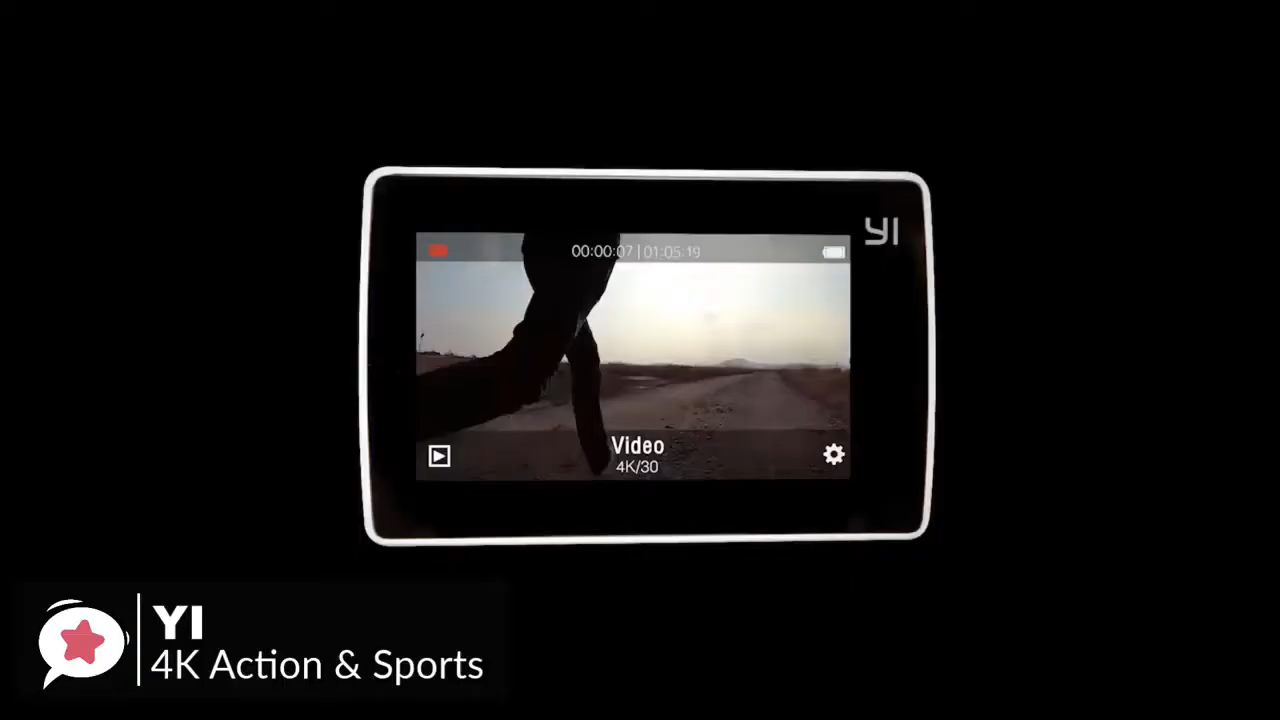 YI
00:00:07 | 01:05:19
Video
4K/30
YI
4K Action & Sports